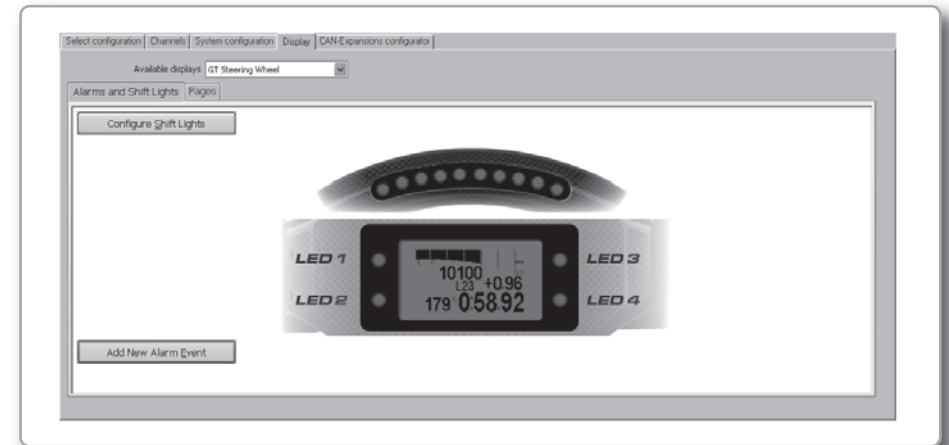 Select configuration Channels System configuration Display CAN-Expansions configurator
Available displays GT Steering Wheel
Alarms and Shift Lights Pages
Configure Shift Lights
LED 1
LED 2
10100
L23 +0.96
179 0:58.92
LED 3
LED 4
Add New Alarm Event